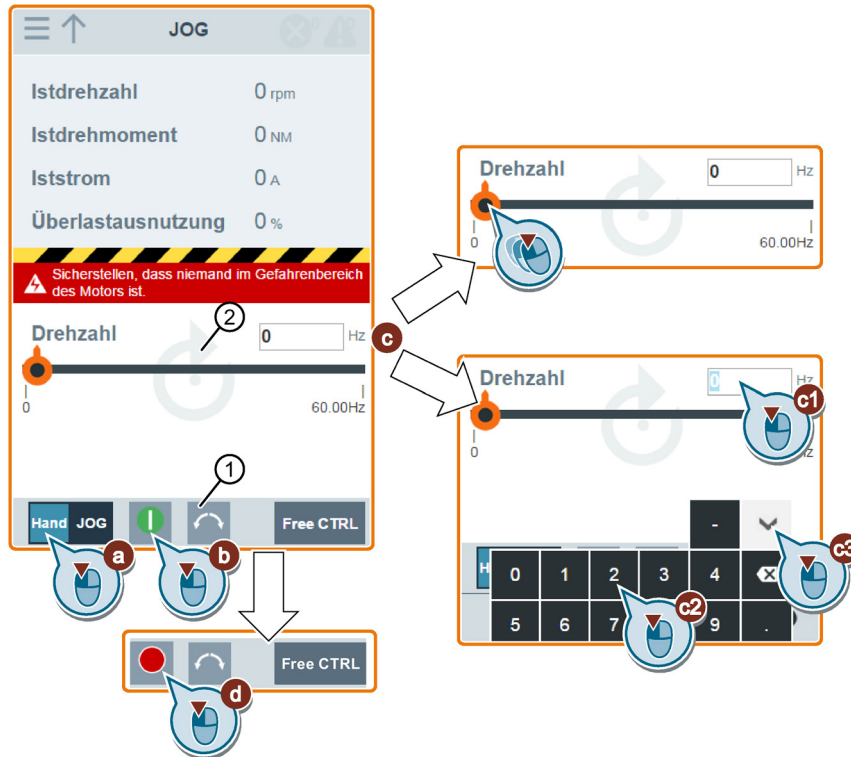 JOG
Istdrehzahl 0 rpm
Istdrehmoment 0 NM
Iststrom 0 A
Überlastausnutzung 0 %
Sicherstellen, dass niemand im Gefahrenbereich
des Motors ist.
2
Drehzahl 0 Hz
0 60.00Hz
1
Hand JOG Free CTRL
a
b
c
Free CTRL
d
Drehzahl 0 Hz
0 60.00Hz
Drehzahl 0 Hz
c1
0
-
c3
0 1 2 3 4
c2
5 6 7 9 .